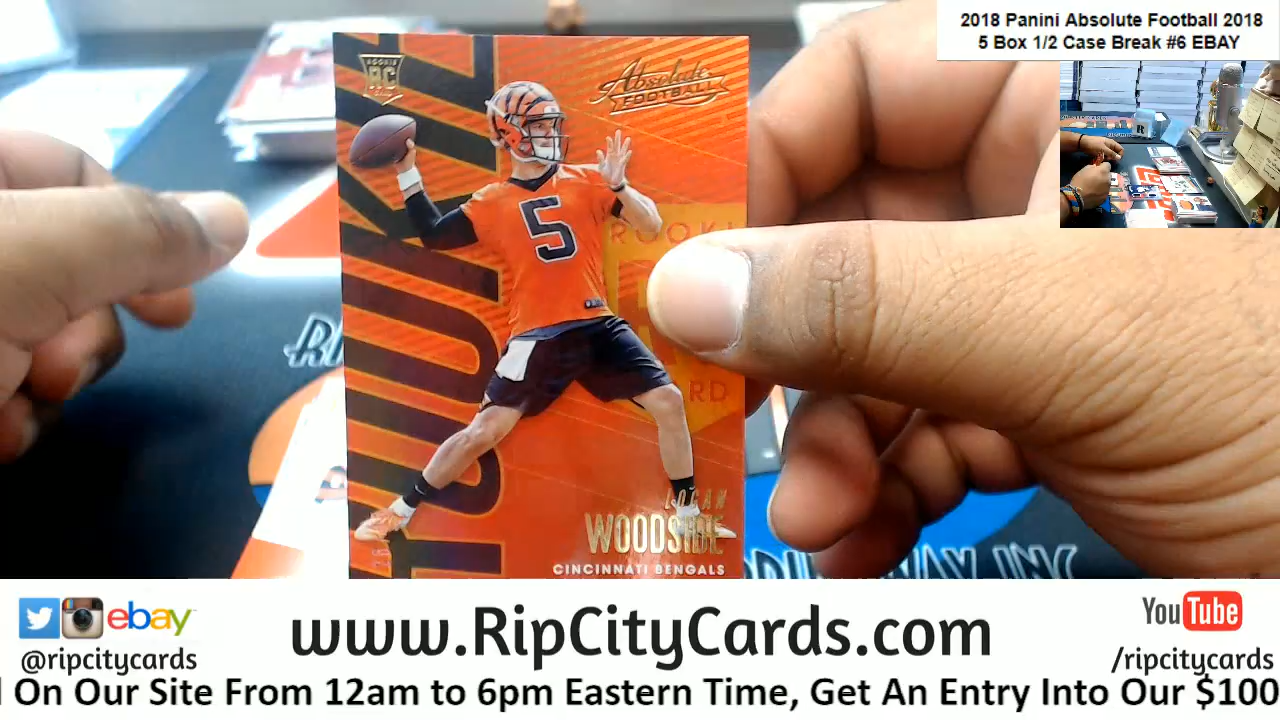 2018 Panini Absolute Football 2018
5 Box 1/2 Case Break #6 EBAY
ROOKIE
RC
Absolute
FOOTBALL
5
RD
LOGAN
WOODSIDE
CINCINNATI BENGALS
ebay
@ripcitycards
www.RipCityCards.com
YouTube
/ripcitycards
On Our Site From 12am to 6pm Eastern Time, Get An Entry Into Our $100